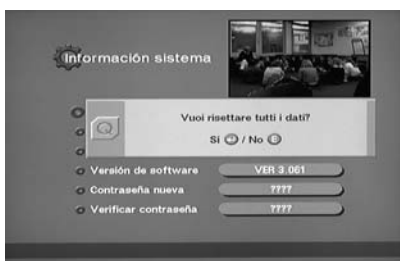 Información sistema
Vuoi risettare tutti i dati?
Si / No
Versión de software VER 3.061
Contraseña nueva ????
Verificar contraseña ????